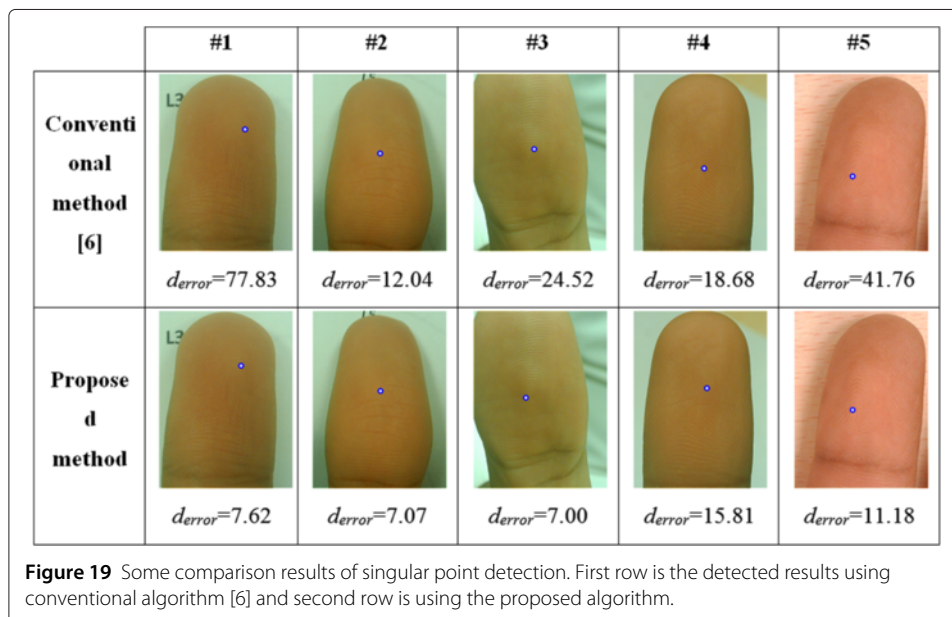 #1 #2 #3 #4 #5
Conventi
onal
method
[6]
L3
derror=77.83 derror=12.04 derror=24.52 derror=18.68 derror=41.76
Propose
d
method
L3
derror=7.62 derror=7.07 derror=7.00 derror=15.81 derror=11.18
Figure 19 Some comparison results of singular point detection. First row is the detected results using
conventional algorithm [6] and second row is using the proposed algorithm.